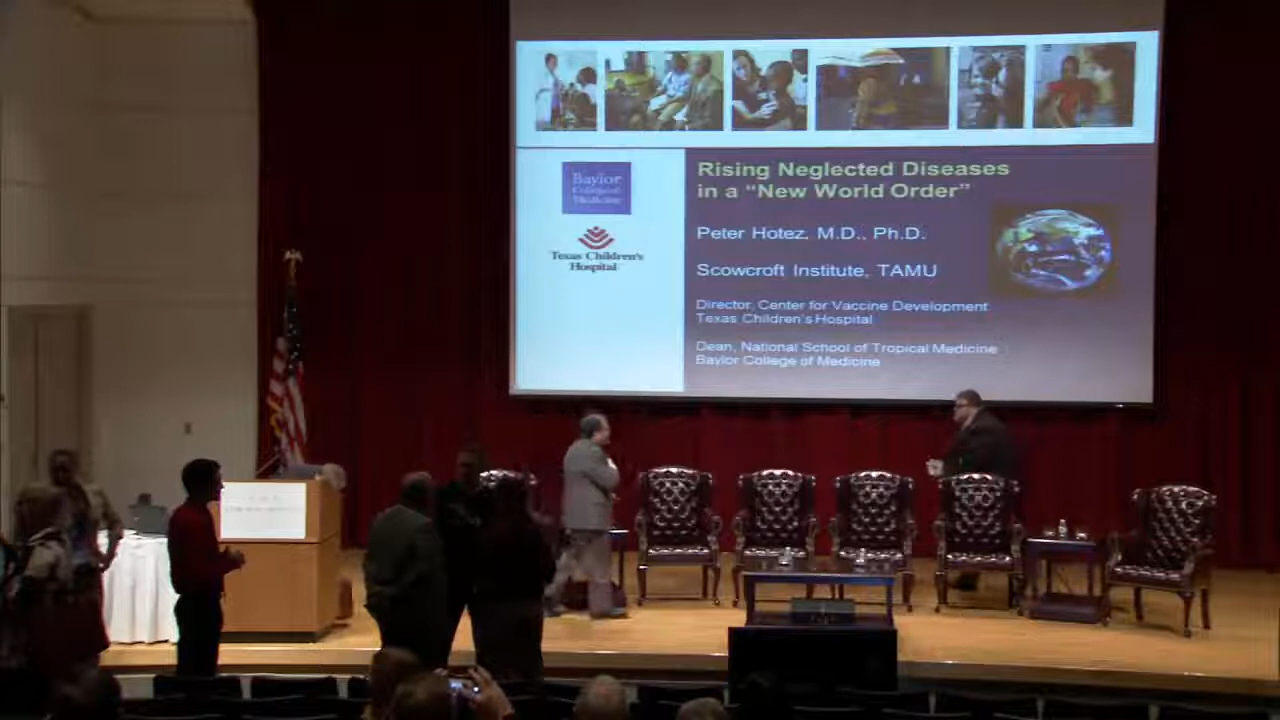 Baylor
College of
Medicine
Texas Children's
Hospital
Rising Neglected Diseases
in a "New World Order"
Peter Hotez, M.D., Ph.D.
Scowcroft Institute, TAMU
Director, Center for Vaccine Development
Texas Children's Hospital
Dean, National School of Tropical Medicine
Baylor College of Medicine